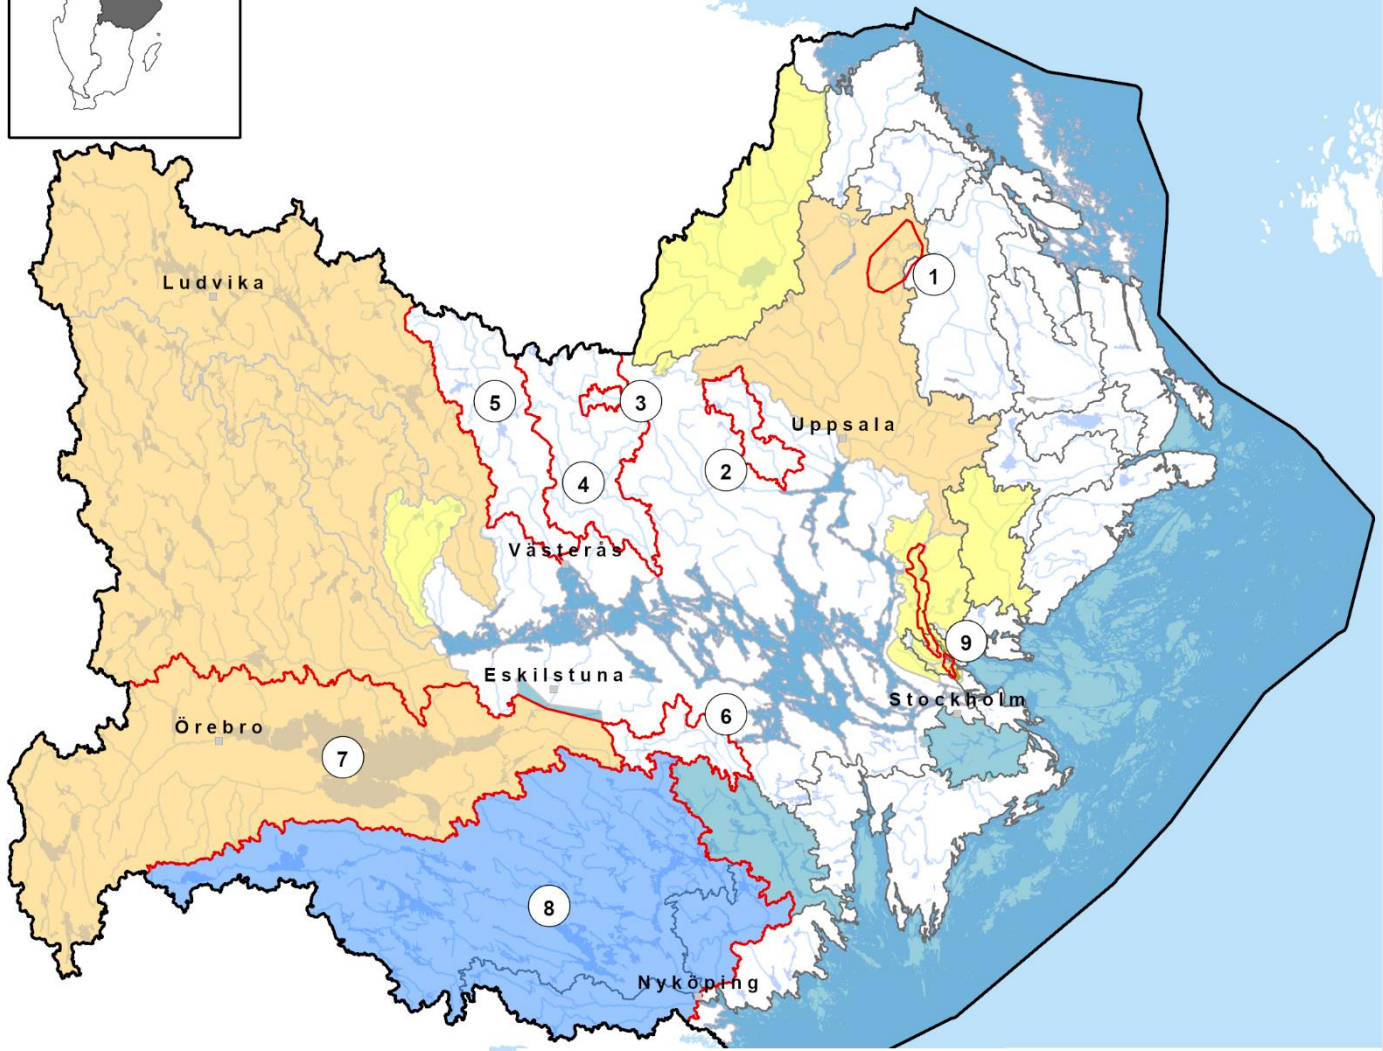 Ludvika
1
5
3
Uppsala
2
4
Västerås
9
Eskilstuna
Stockholm
6
Örebro
7
8
Nyköping